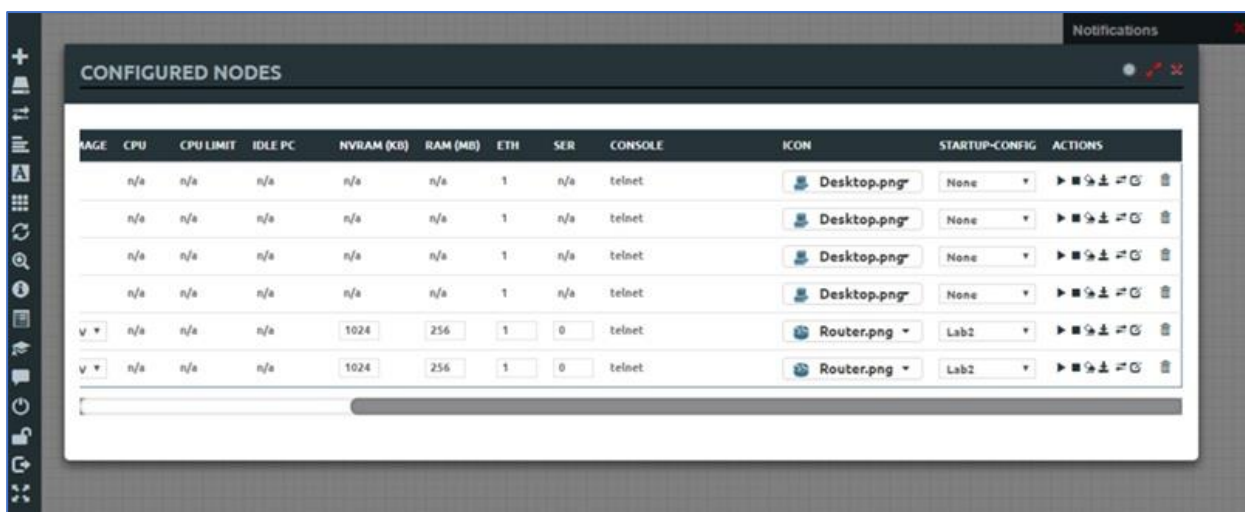 Notifications
CONFIGURED NODES
MAGE CPU CPU LIMIT IDLE PC NVRAM (KB) RAM (MB) ETH SER CONSOLE ICON STARTUP-CONFIG ACTIONS
n/a n/a n/a n/a n/a 1 n/a telnet Desktop.png None
n/a n/a n/a n/a n/a 1 n/a telnet Desktop.png None
n/a n/a n/a n/a n/a 1 n/a telnet Desktop.png None
n/a n/a n/a n/a n/a 1 n/a telnet Desktop.png None
n/a n/a n/a 1024 256 1 0 telnet Router.png Lab2
n/a n/a n/a 1024 256 1 0 telnet Router.png Lab2